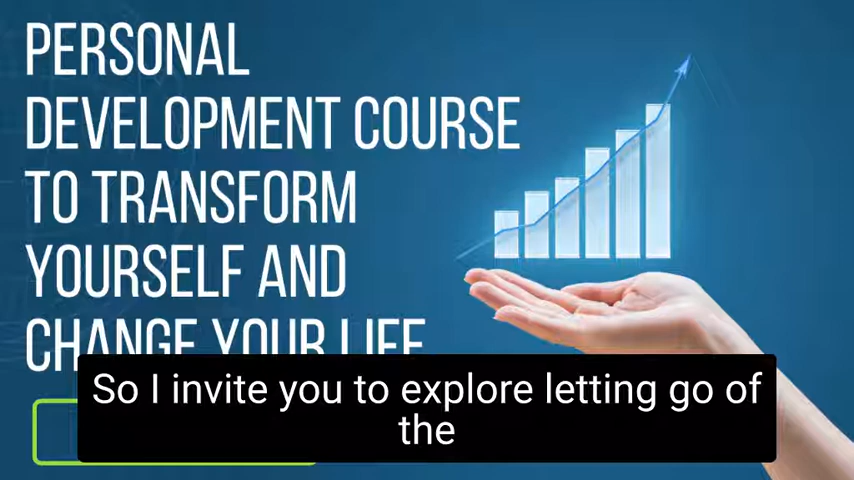 PERSONAL
DEVELOPMENT COURSE
TO TRANSFORM
YOURSELF AND
CHANGE YOUR LIFE
So I invite you to explore letting go of
the